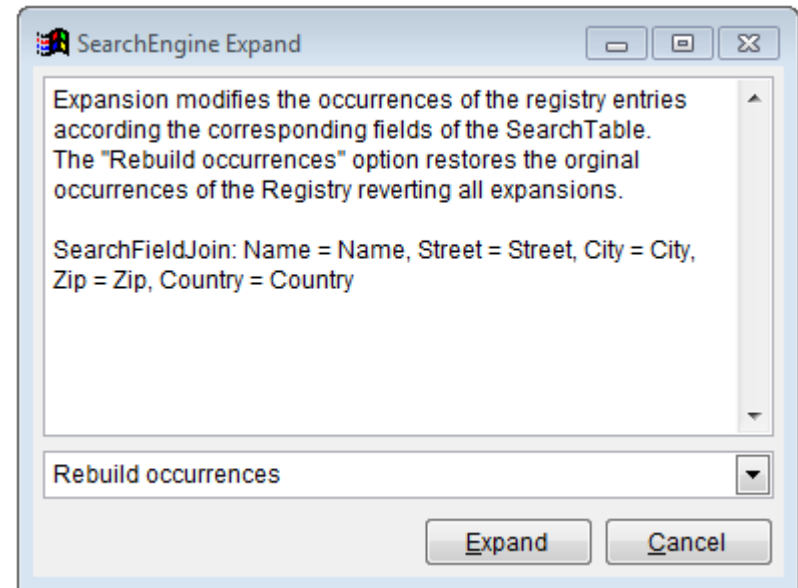 SearchEngine Expand
Expansion modifies the occurrences of the registry entries
according the corresponding fields of the SearchTable.
The "Rebuild occurrences" option restores the orginal
occurrences of the Registry reverting all expansions.
SearchFieldJoin: Name = Name, Street = Street, City = City,
Zip = Zip, Country = Country
Rebuild occurrences
Expand Cancel